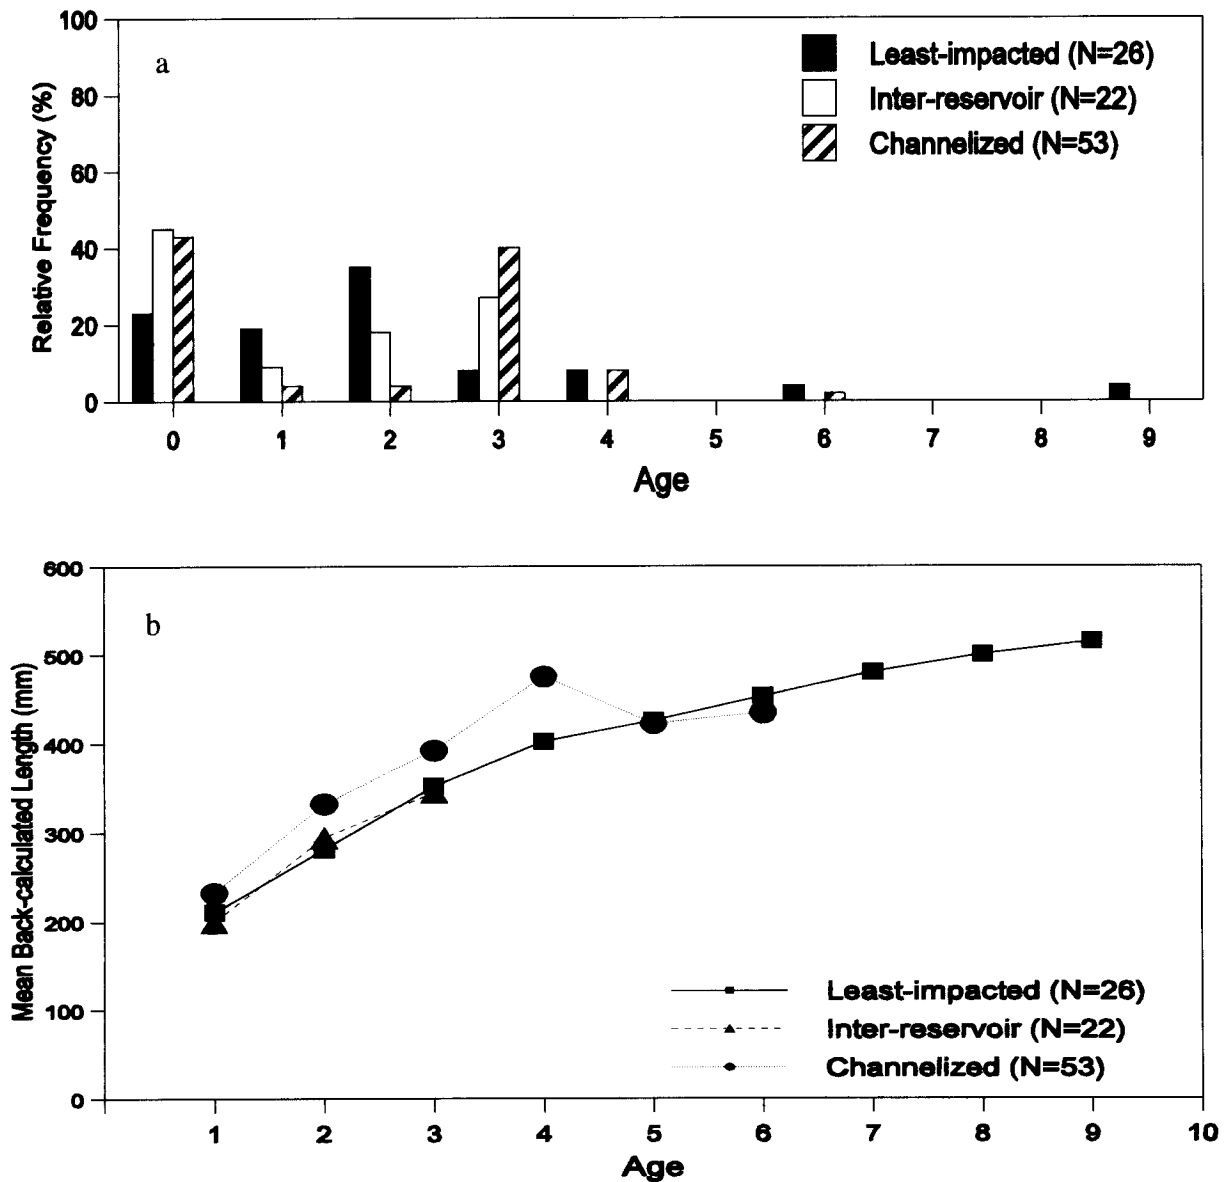 a
Least-impacted (N=26)
Inter-reservoir (N=22)
Channelized (N=53)
Relative Frequency (%)
100
80
60
40
20
0
0 1 2 3 4 5 6 7 8 9
Age
b
Mean Back-calculated Length (mm)
600
500
400
300
200
100
0
Least-impacted (N=26)
Inter-reservoir (N=22)
Channelized (N=53)
1 2 3 4 5 6 7 8 9 10
Age